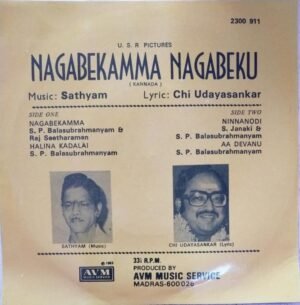 2300 911
U. S. R PICTURES
NAGABEKAMMA NAGABEKU
( KANNADA )
Music: Sathyam Lyric: Chi Udayasankar
SIDE ONE
NAGABEKAMMA
S. P. Balasubrahmanyam &
Raj Seetharaman
HALINA KADALAI
S. P. Balasubrahmanyam
SIDE TWO
NINNANODI
S. Janaki &
S. P. Balasubrahmanyam
AA DEVANU
S. P. Balasubrahmanyam
SATHYAM (Music)
CHI UDAYASANKAR (Lyric)
AVM
MUSIC SERVICE
33⅓ R.P.M.
PRODUCED BY
AVM MUSIC SERVICE
MADRAS-600026